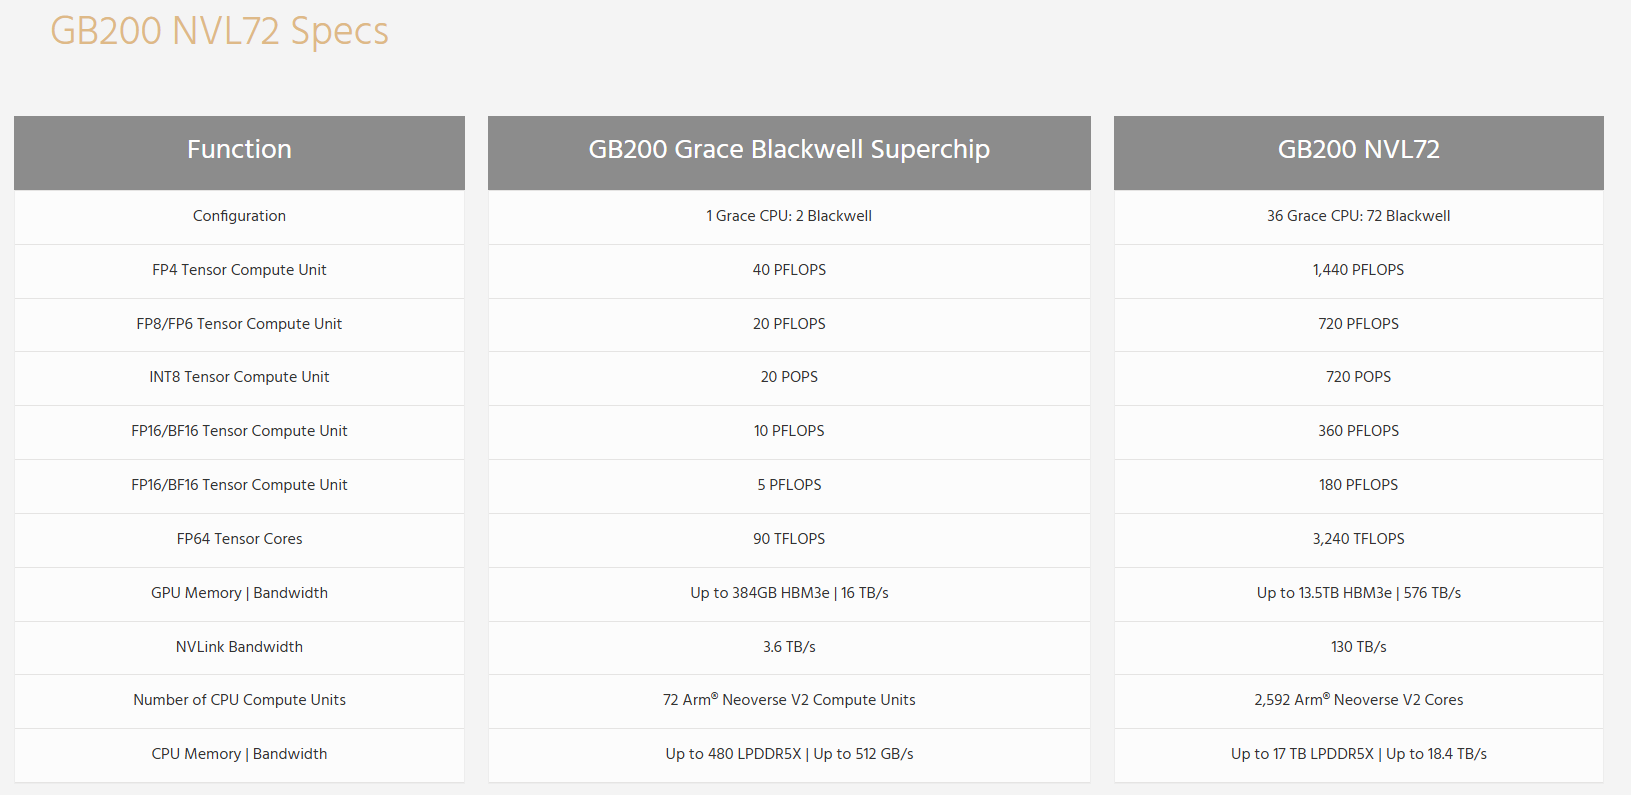 GB200 NVL72 Specs
Function GB200 Grace Blackwell Superchip GB200 NVL72
Configuration 1 Grace CPU: 2 Blackwell 36 Grace CPU: 72 Blackwell
FP4 Tensor Compute Unit 40 PFLOPS 1,440 PFLOPS
FP8/FP6 Tensor Compute Unit 20 PFLOPS 720 PFLOPS
INT8 Tensor Compute Unit 20 POPS 720 POPS
FP16/BF16 Tensor Compute Unit 10 PFLOPS 360 PFLOPS
FP16/BF16 Tensor Compute Unit 5 PFLOPS 180 PFLOPS
FP64 Tensor Cores 90 TFLOPS 3,240 TFLOPS
GPU Memory | Bandwidth Up to 384GB HBM3e | 16 TB/s Up to 13.5TB HBM3e | 576 TB/s
NVLink Bandwidth 3.6 TB/s 130 TB/s
Number of CPU Compute Units 72 Arm® Neoverse V2 Compute Units 2,592 Arm® Neoverse V2 Cores
CPU Memory | Bandwidth Up to 480 LPDDR5X | Up to 512 GB/s Up to 17 TB LPDDR5X | Up to 18.4 TB/s